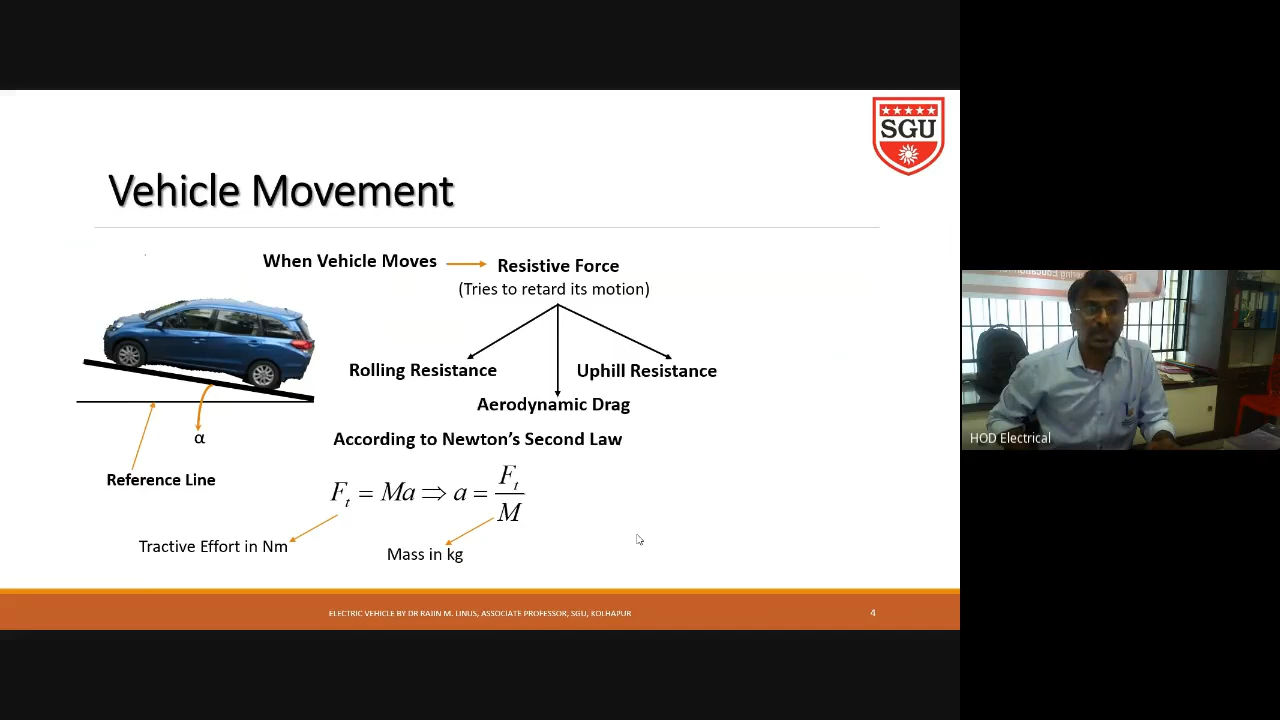 SGU
Vehicle Movement
When Vehicle Moves
Resistive Force
(Tries to retard its motion)
Rolling Resistance
Uphill Resistance
Aerodynamic Drag
According to Newton's Second Law
α
Reference Line
Fₜ = Ma ⇒ a = Fₜ / M
Tractive Effort in Nm
Mass in kg
ELECTRIC VEHICLE BY DR RAJIN M. LINUS, ASSOCIATE PROFESSOR, SGU, KOLHAPUR
4
HOD Electrical